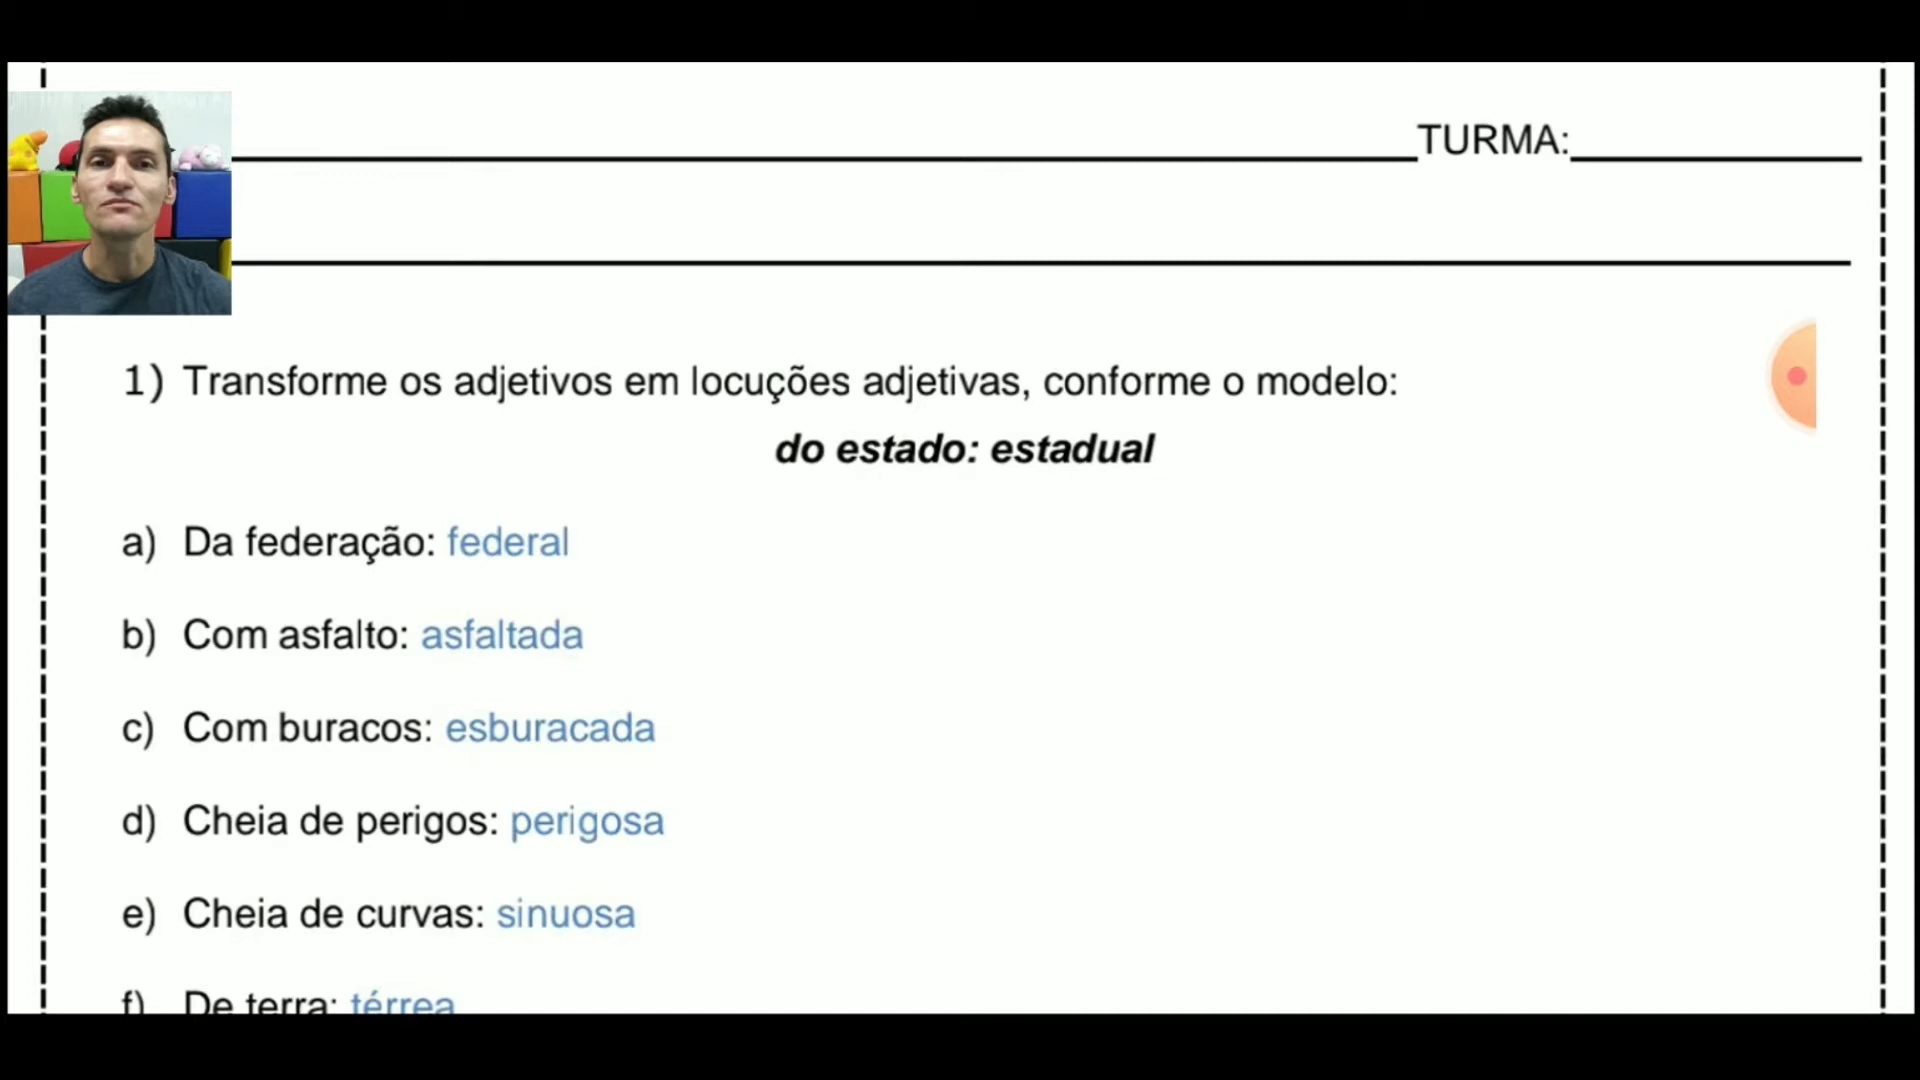 TURMA:
1) Transforme os adjetivos em locuções adjetivas, conforme o modelo:
do estado: estadual
a) Da federação: federal
b) Com asfalto: asfaltada
c) Com buracos: esburacada
d) Cheia de perigos: perigosa
e) Cheia de curvas: sinuosa
f) De terra: térrea